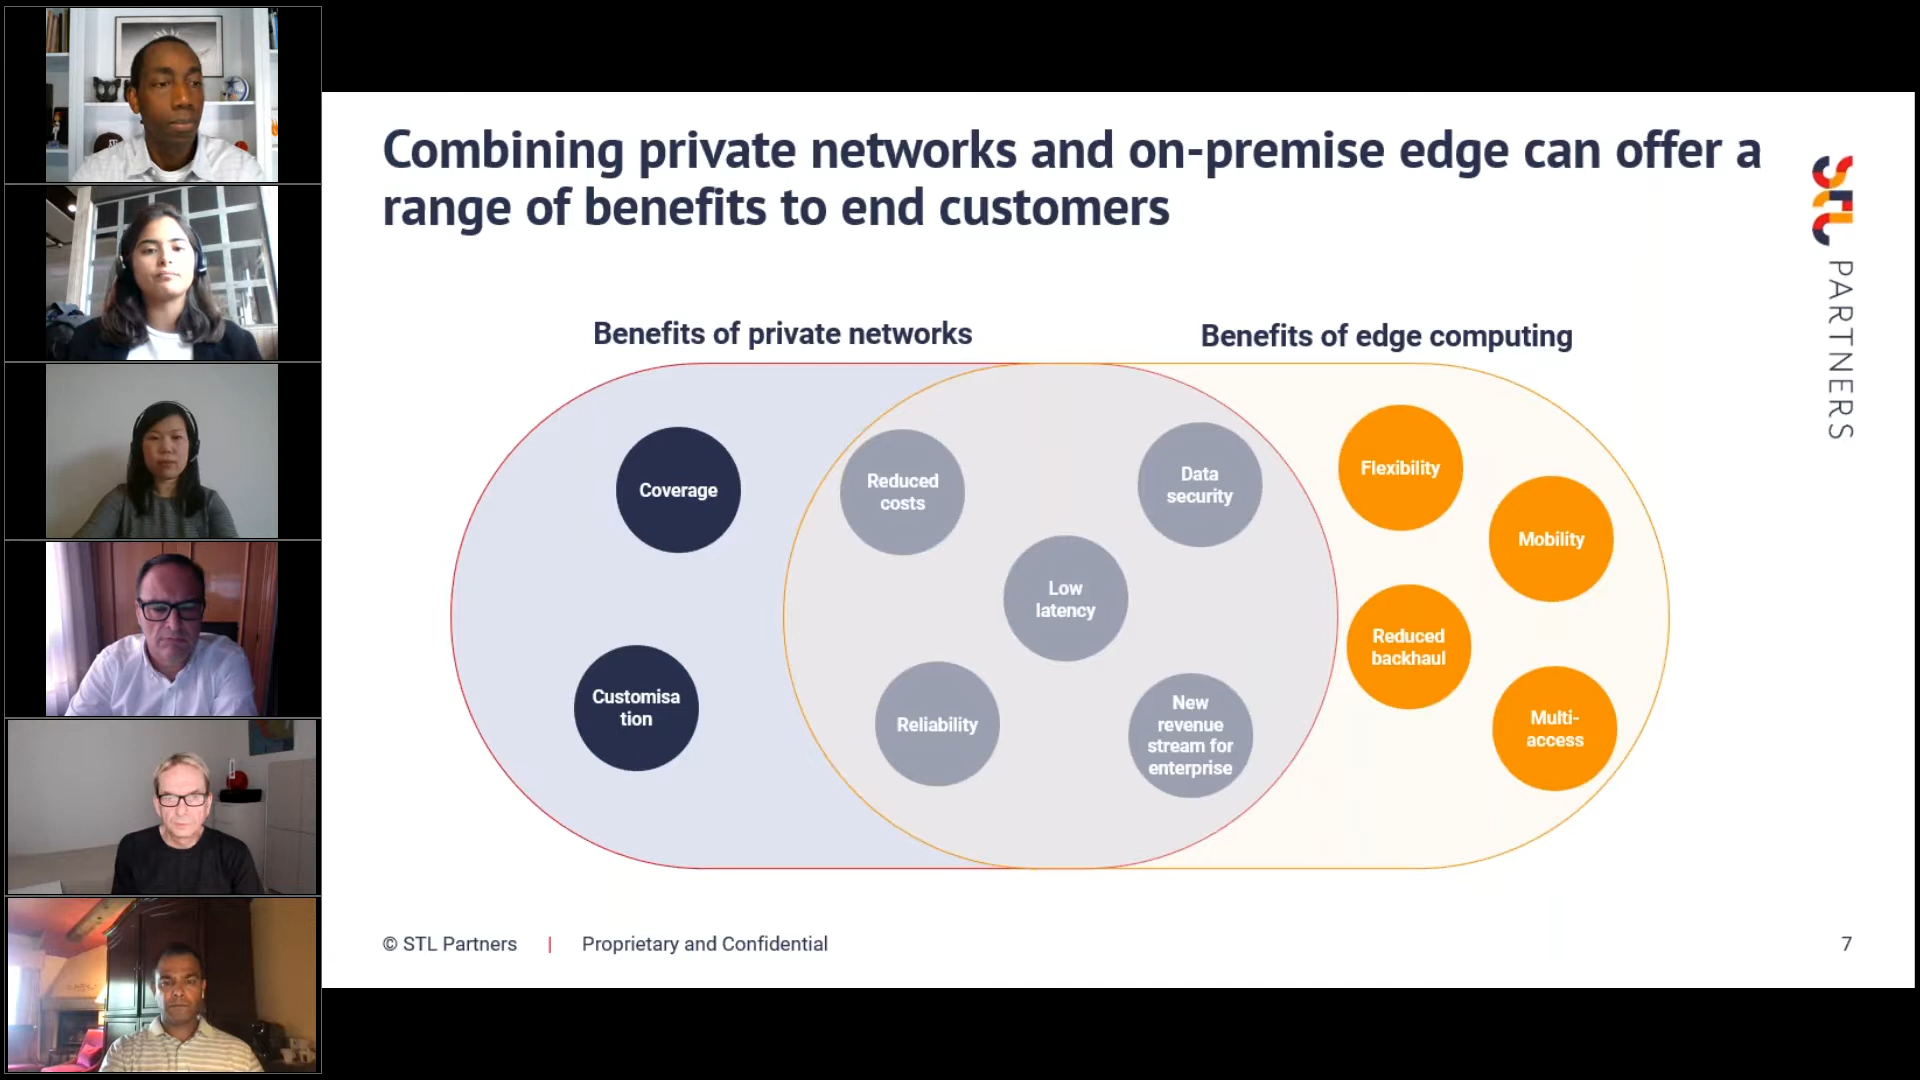 Combining private networks and on-premise edge can offer a
range of benefits to end customers
STL PARTNERS
Benefits of private networks
Benefits of edge computing
Coverage
Customisa
tion
Reduced
costs
Data
security
Low
latency
Reliability
New
revenue
stream for
enterprise
Flexibility
Mobility
Reduced
backhaul
Multi-
access
© STL Partners | Proprietary and Confidential
7